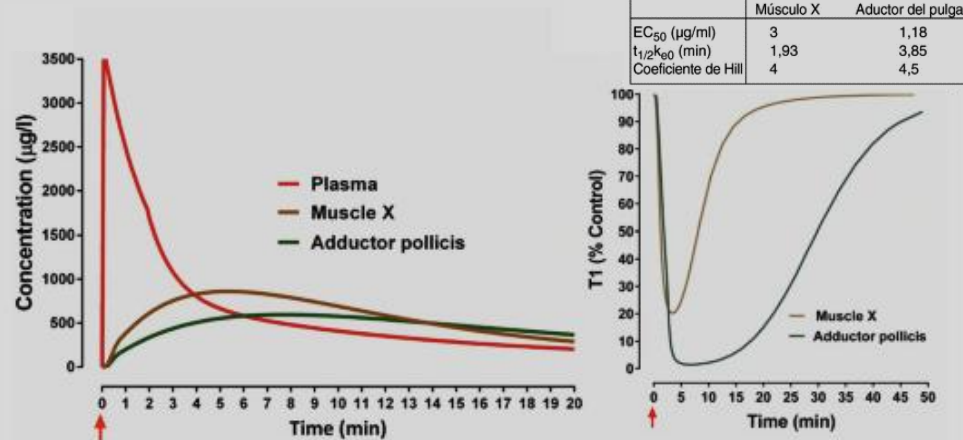 Músculo X Aductor del pulga
EC50 (µg/ml) 3 1,18
t1/2ke0 (min) 1,93 3,85
Coeficiente de Hill 4 4,5
Concentration (µg/l)
3500
3000
2500
2000
1500
1000
500
0
Plasma
Muscle X
Adductor pollicis
0 1 2 3 4 5 6 7 8 9 10 11 12 13 14 15 16 17 18 19 20
Time (min)
T1 (% Control)
100
90
80
70
60
50
40
30
20
10
0
Muscle X
Adductor pollicis
0 5 10 15 20 25 30 35 40 45 50
Time (min)